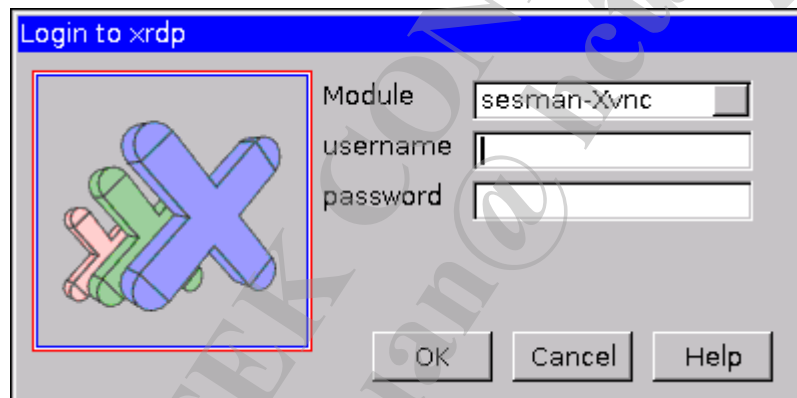 Login to xrdp
Module sesman-Xvnc
username
password
OK Cancel Help